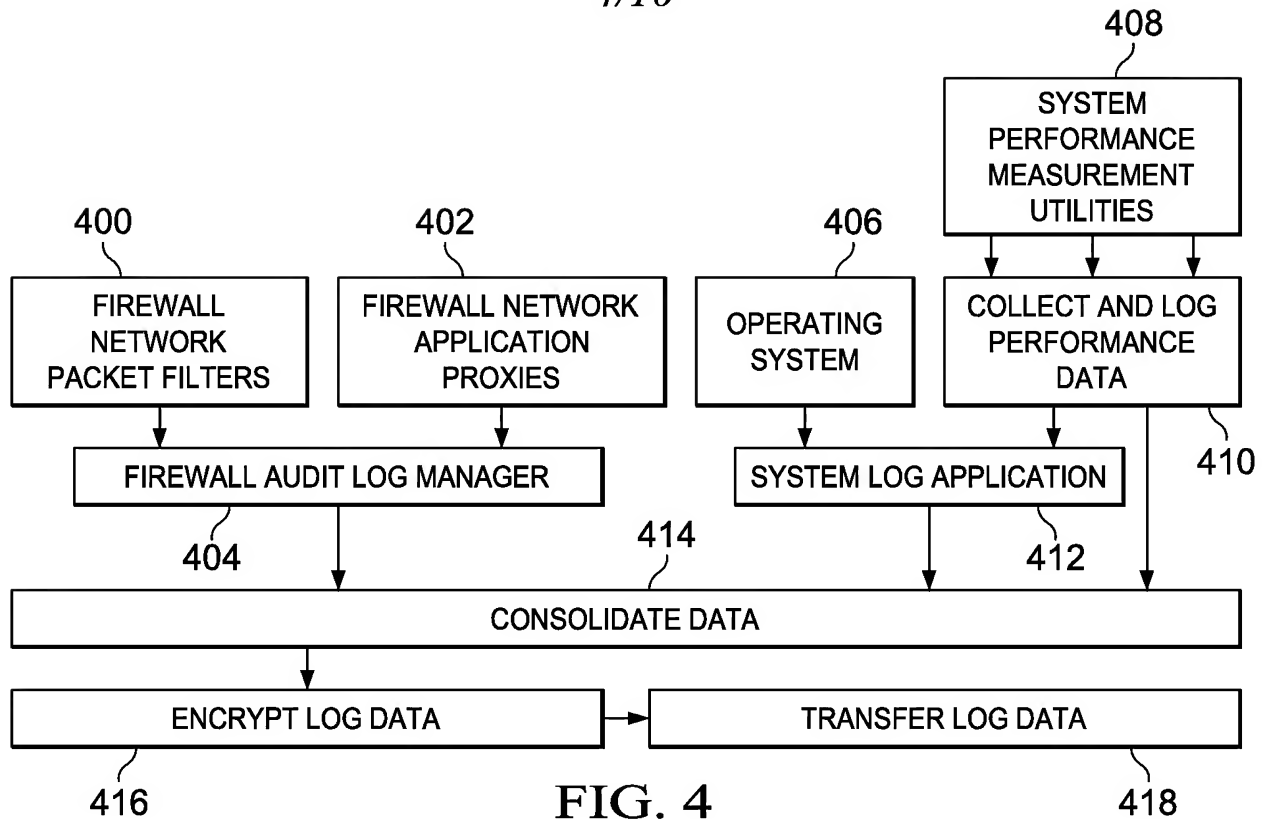 408
SYSTEM
PERFORMANCE
MEASUREMENT
UTILITIES
400
402
406
FIREWALL
NETWORK
PACKET FILTERS
FIREWALL NETWORK
APPLICATION
PROXIES
OPERATING
SYSTEM
COLLECT AND LOG
PERFORMANCE
DATA
410
FIREWALL AUDIT LOG MANAGER
SYSTEM LOG APPLICATION
404
414
412
CONSOLIDATE DATA
ENCRYPT LOG DATA
TRANSFER LOG DATA
416
FIG. 4
418